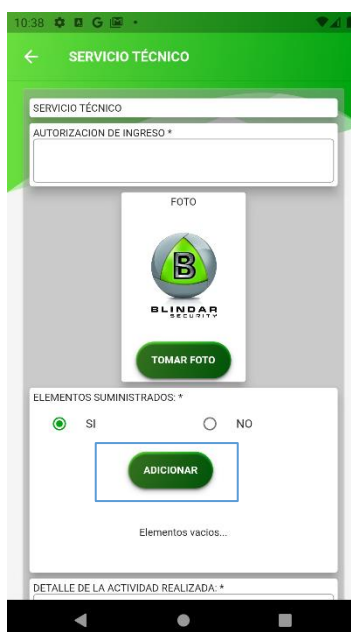 10:38 G
SERVICIO TÉCNICO
SERVICIO TÉCNICO
AUTORIZACION DE INGRESO *
FOTO
B
BLINDAR
SECURITY
TOMAR FOTO
ELEMENTOS SUMINISTRADOS: *
SI NO
ADICIONAR
Elementos vacios...
DETALLE DE LA ACTIVIDAD REALIZADA: *